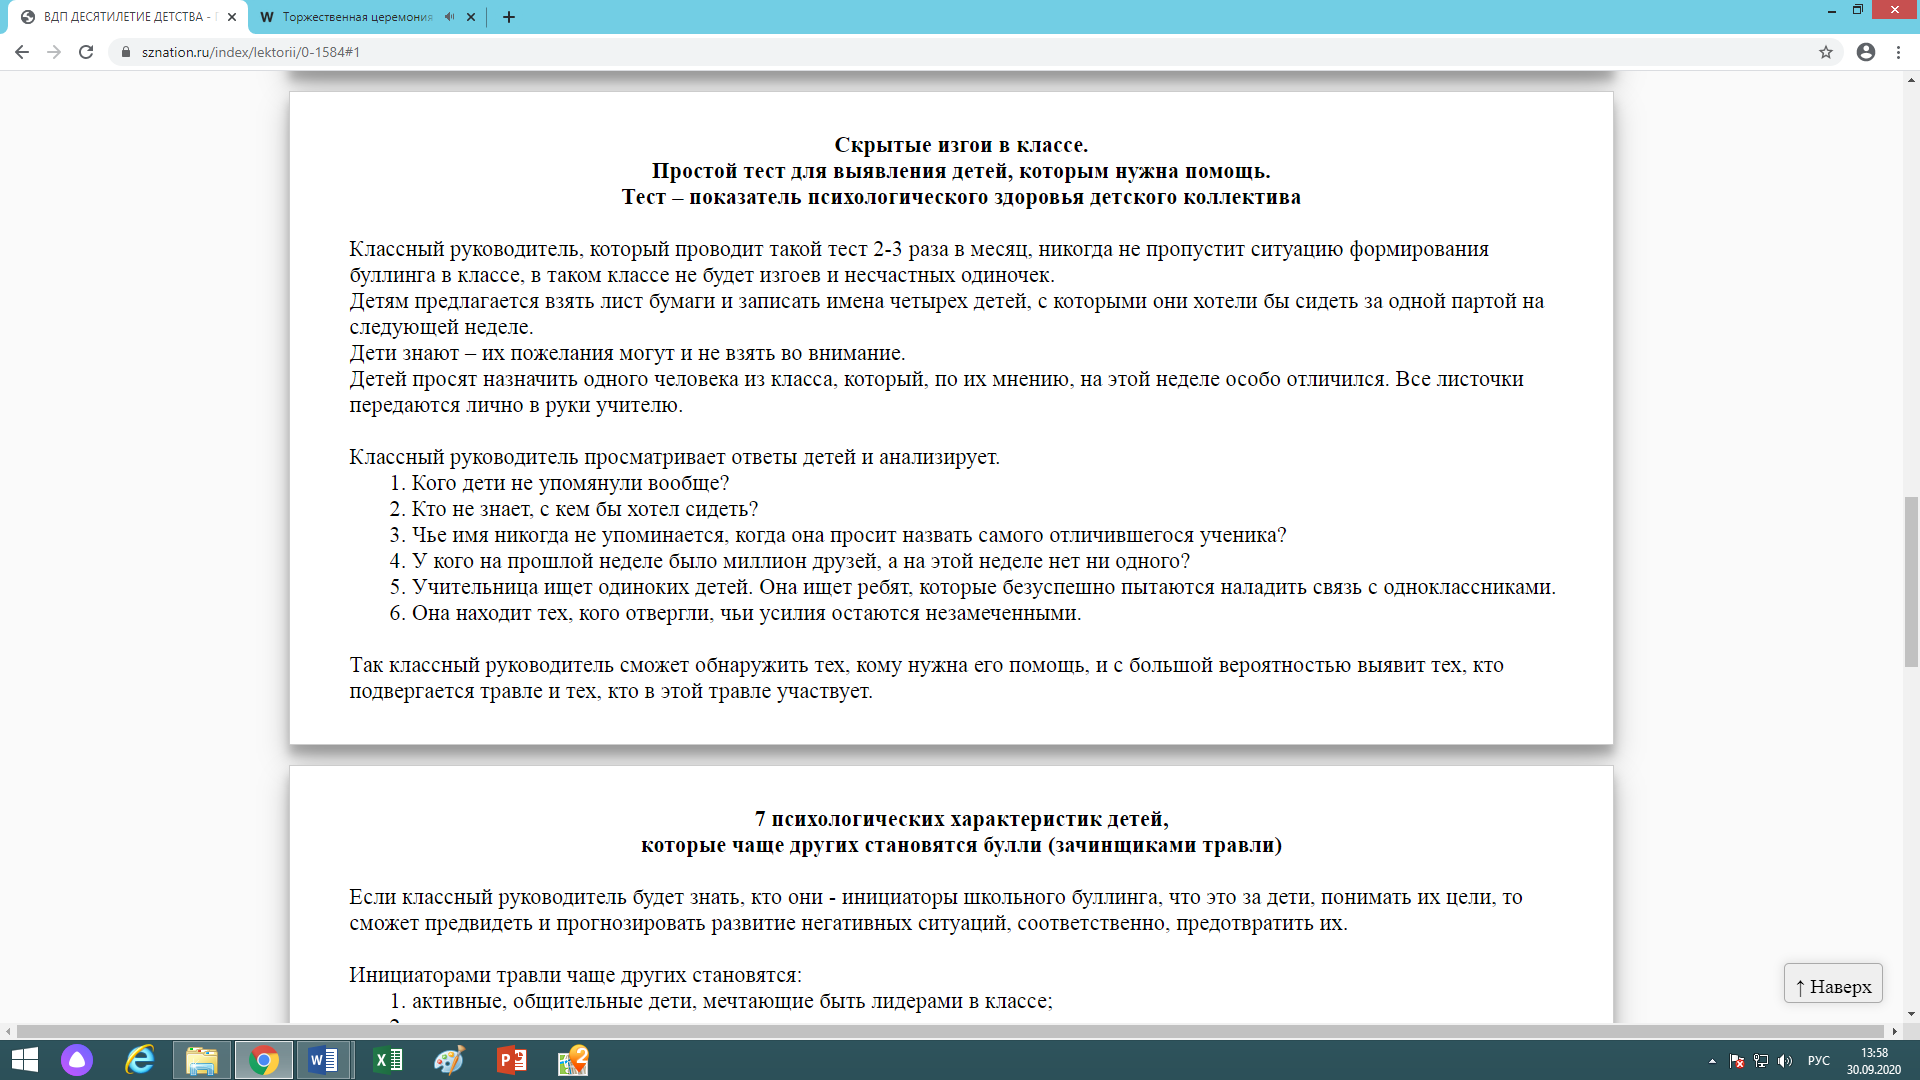 ВДП ДЕСЯТИЛЕТИЕ ДЕТСТВА -
Торжественная церемония
sznation.ru/index/lektorii/0-1584#1
Скрытые изгои в классе.
Простой тест для выявления детей, которым нужна помощь.
Тест – показатель психологического здоровья детского коллектива
Классный руководитель, который проводит такой тест 2-3 раза в месяц, никогда не пропустит ситуацию формирования
буллинга в классе, в таком классе не будет изгоев и несчастных одиночек.
Детям предлагается взять лист бумаги и записать имена четырех детей, с которыми они хотели бы сидеть за одной партой на
следующей неделе.
Дети знают – их пожелания могут и не взять во внимание.
Детей просят назначить одного человека из класса, который, по их мнению, на этой неделе особо отличился. Все листочки
передаются лично в руки учителю.
Классный руководитель просматривает ответы детей и анализирует.
1. Кого дети не упомянули вообще?
2. Кто не знает, с кем бы хотел сидеть?
3. Чье имя никогда не упоминается, когда она просит назвать самого отличившегося ученика?
4. У кого на прошлой неделе было миллион друзей, а на этой неделе нет ни одного?
5. Учительница ищет одиноких детей. Она ищет ребят, которые безуспешно пытаются наладить связь с одноклассниками.
6. Она находит тех, кого отвергли, чьи усилия остаются незамеченными.
Так классный руководитель сможет обнаружить тех, кому нужна его помощь, и с большой вероятностью выявит тех, кто
подвергается травле и тех, кто в этой травле участвует.
7 психологических характеристик детей,
которые чаще других становятся булли (зачинщиками травли)
Если классный руководитель будет знать, кто они - инициаторы школьного буллинга, что это за дети, понимать их цели, то
сможет предвидеть и прогнозировать развитие негативных ситуаций, соответственно, предотвратить их.
Инициаторами травли чаще других становятся:
1. активные, общительные дети, мечтающие быть лидерами в классе;
↑ Наверх
РУС
13:58
30.09.2020